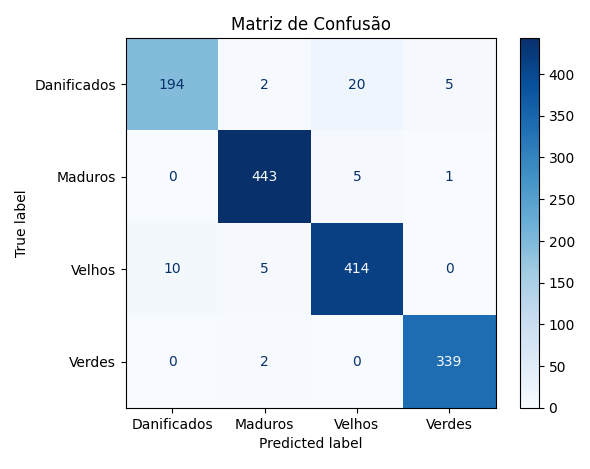 Matriz de Confusão
Danificados 194 2 20 5
Maduros 0 443 5 1
Velhos 10 5 414 0
Verdes 0 2 0 339
Danificados Maduros Velhos Verdes
Predicted label
True label
400
350
300
250
200
150
100
50
0